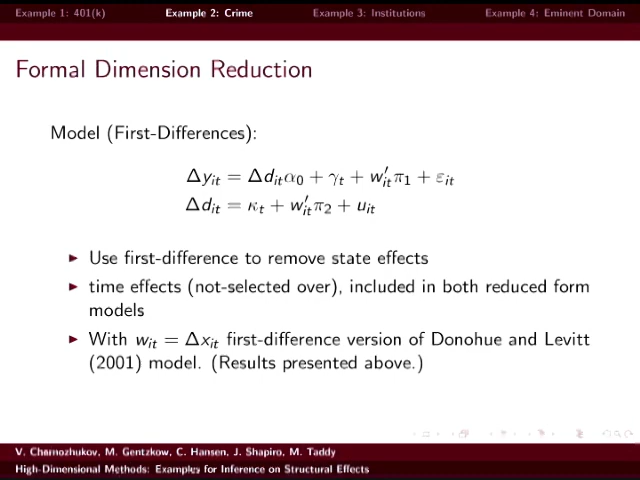 Example 1: 401(k) Example 2: Crime Example 3: Institutions Example 4: Eminent Domain
Formal Dimension Reduction
Model (First-Differences):
Δy_it = Δd_it α_0 + γ_t + w′_it π_1 + ε_it
Δd_it = κ_t + w′_it π_2 + u_it
► Use first-difference to remove state effects
► time effects (not-selected over), included in both reduced form
models
► With w_it = Δx_it first-difference version of Donohue and Levitt
(2001) model. (Results presented above.)
V. Chernozhukov, M. Gentzkow, C. Hansen, J. Shapiro, M. Taddy
High-Dimensional Methods: Examples for Inference on Structural Effects